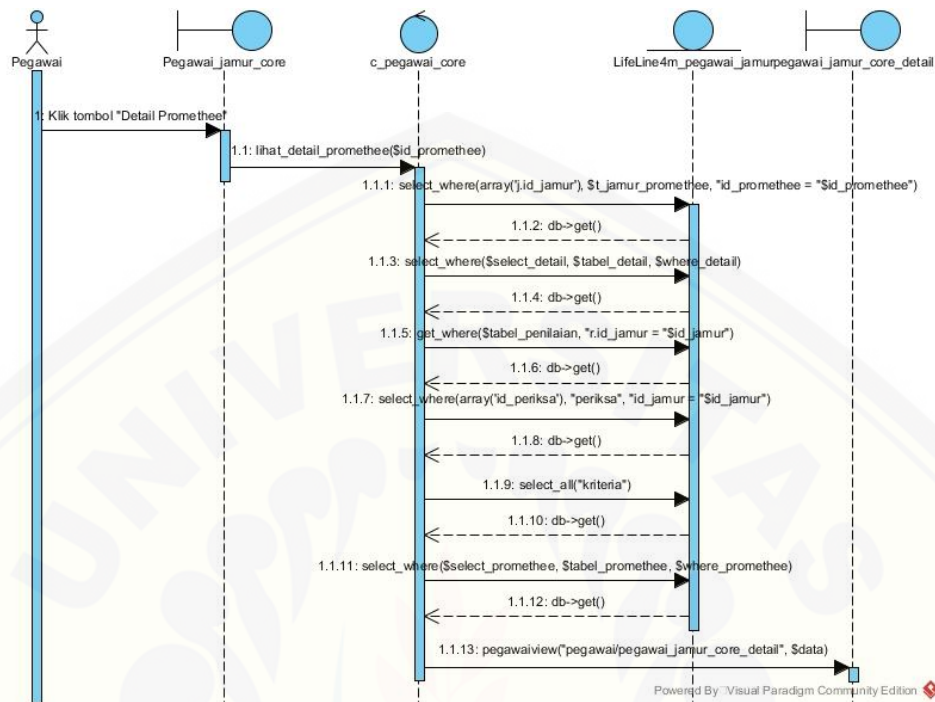 Pegawai
Pegawai_jamur_core
c_pegawai_core
LifeLine4m_pegawai_jamur
pegawai_jamur_core_detail
1: Klik tombol "Detail Promethee"
1.1: lihat_detail_promethee($id_promethee)
1.1.1: select_where(array('j.id_jamur'), $t_jamur_promethee, "id_promethee = "$id_promethee")
1.1.2: db->get()
1.1.3: select_where($select_detail, $tabel_detail, $where_detail)
1.1.4: db->get()
1.1.5: get_where($tabel_penilaian, "r.id_jamur = "$id_jamur")
1.1.6: db->get()
1.1.7: select_where(array('id_periksa'), "periksa", "id_jamur = "$id_jamur")
1.1.8: db->get()
1.1.9: select_all("kriteria")
1.1.10: db->get()
1.1.11: select_where($select_promethee, $tabel_promethee, $where_promethee)
1.1.12: db->get()
1.1.13: pegawaiview("pegawai/pegawai_jamur_core_detail", $data)
UNIVERSITAS
Powered By Visual Paradigm Community Edition